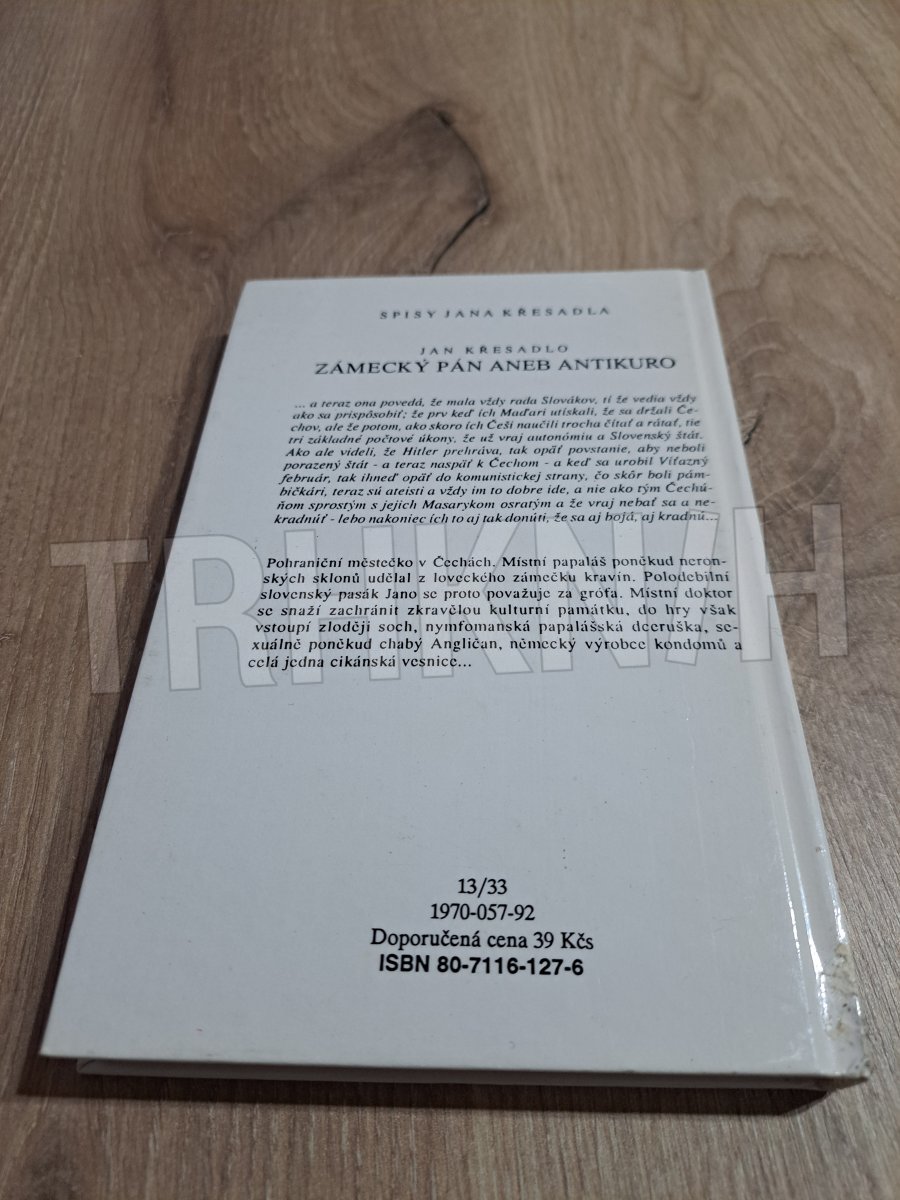 SPISY JANA KŘESADLA
JAN KŘESADLO
ZÁMECKÝ PÁN ANEB ANTIKURO
... a teraz ona povedá, že mala vždy rada Slovákov, tí že vedia vždy
ako sa prispôsobiť; že prv keď ích Maďari utískali, že sa držali Če-
chov, ale že potom, ako skoro ich Češi naučili trocha čítať a rátať, tie
tri základné počtové úkony, že už vraj autonómiu a Slovenský štát.
Ako ale videli, že Hitler prehráva, tak opäť povstanie, aby neboli
porazený štát - a teraz naspäť k Čechom - a keď sa urobil Víťazný
február, tak ihneď opäť do komunistickej strany, čo skôr boli pám-
bičkári, teraz sú ateisti a vždy im to dobre ide, a nie ako tým Čechú-
ňom sprostým s jejich Masarykom osratým a že vraj nebať sa a ne-
kradnúť - lebo nakoniec ích to aj tak donúti, že sa aj bojá, aj kradnú...
Pohraniční městečko v Čechách. Místní papaláš poněkud neron-
ských sklonů udělal z loveckého zámečku kravín. Polodebilní
slovenský pasák Jano se proto považuje za grófa. Místní doktor
se snaží zachránit zkravělou kulturní památku, do hry však
vstoupí zloději soch, nymfomanská papalášská dceruška, se-
xuálně poněkud chabý Angličan, německý výrobce kondomů a
celá jedna cikánská vesnice...
TRHKNIH
13/33
1970-057-92
Doporučená cena 39 Kčs
ISBN 80-7116-127-6